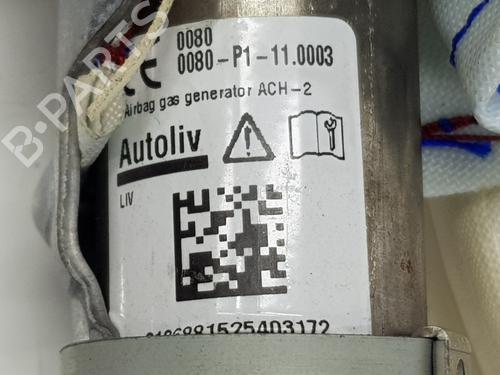 0080
CE 0080-P1-11.0003
Airbag gas generator ACH-2
Autoliv
LIV
B-PARTS